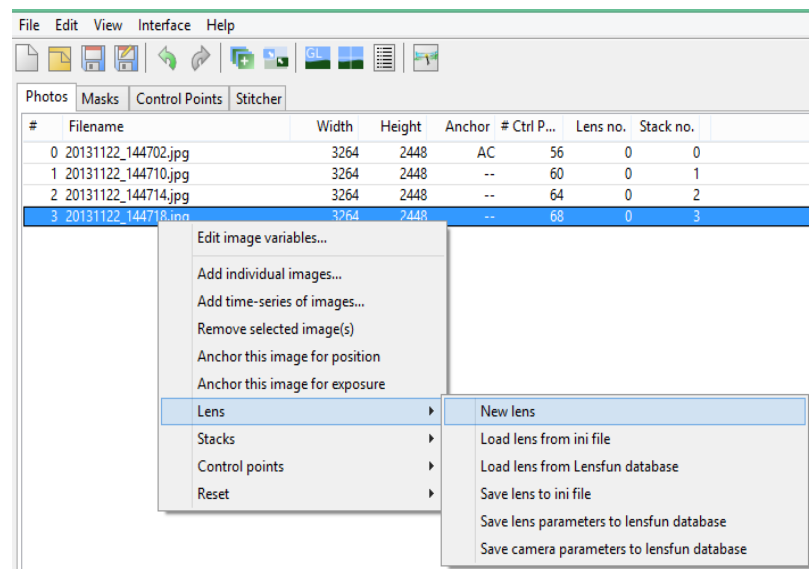 File Edit View Interface Help
GL
Photos Masks Control Points Stitcher
# Filename Width Height Anchor # Ctrl P... Lens no. Stack no.
0 20131122_144702.jpg 3264 2448 AC 56 0 0
1 20131122_144710.jpg 3264 2448 -- 60 0 1
2 20131122_144714.jpg 3264 2448 -- 64 0 2
3 20131122_144718.jpg 3264 2448 -- 68 0 3
Edit image variables...
Add individual images...
Add time-series of images...
Remove selected image(s)
Anchor this image for position
Anchor this image for exposure
Lens
New lens
Stacks
Load lens from ini file
Control points
Load lens from Lensfun database
Reset
Save lens to ini file
Save lens parameters to lensfun database
Save camera parameters to lensfun database